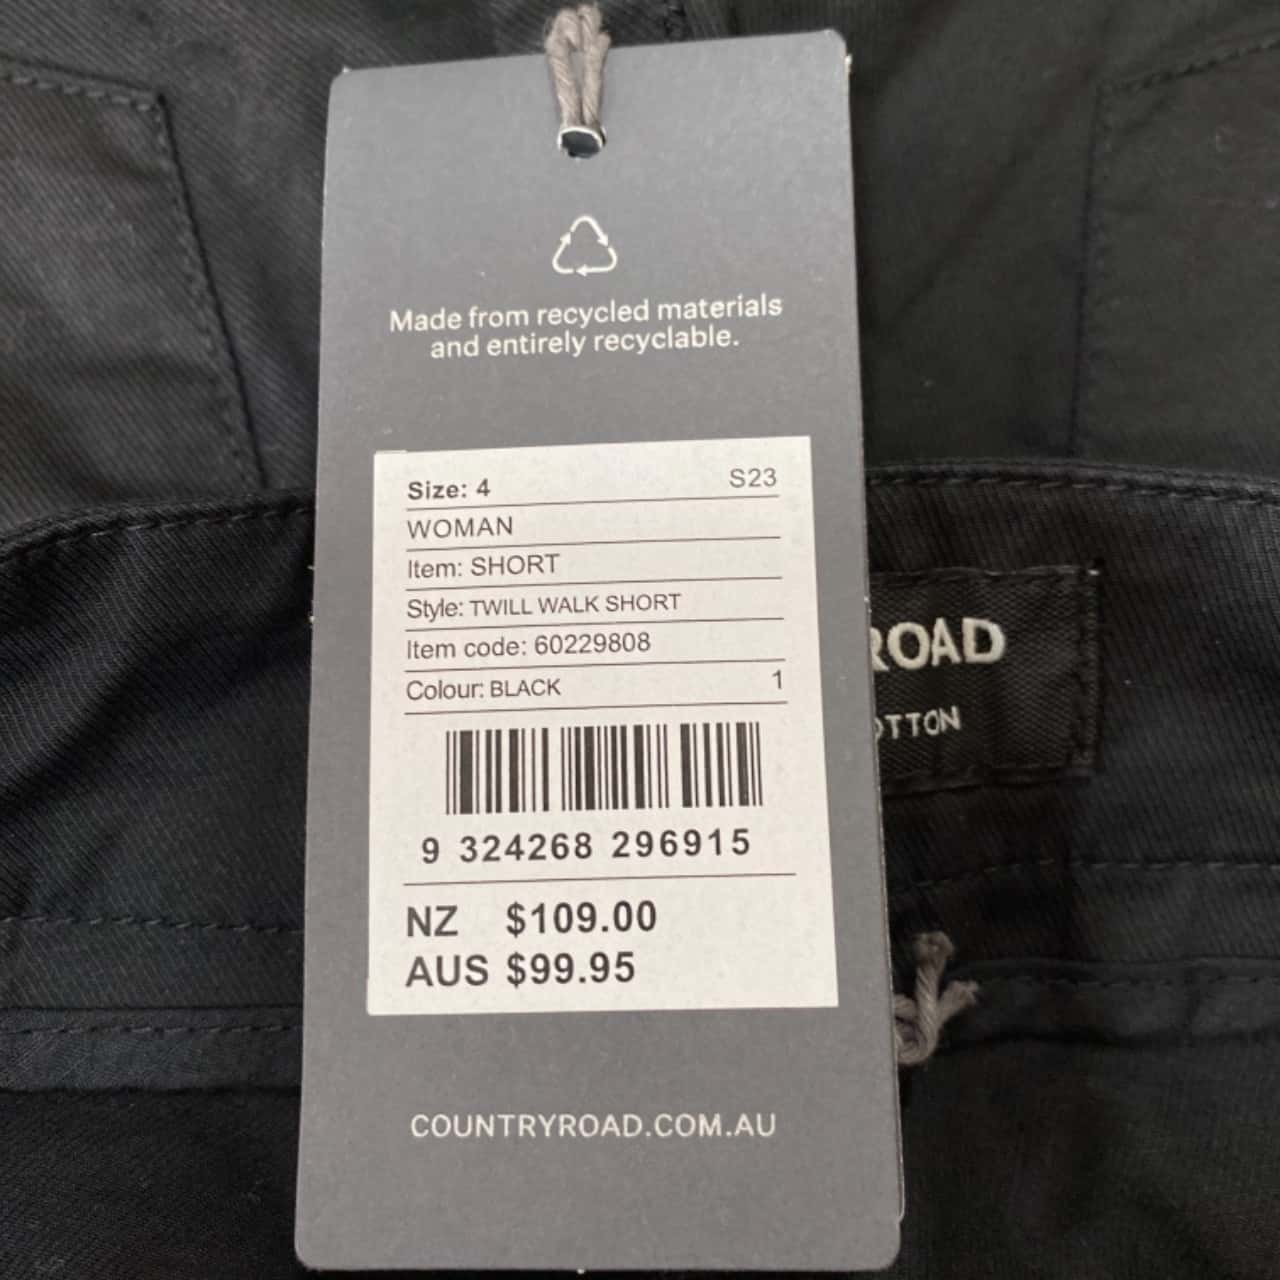 Made from recycled materials
and entirely recyclable.
Size: 4 S23
WOMAN
Item: SHORT
Style: TWILL WALK SHORT
Item code: 60229808
Colour: BLACK 1
9 324268 296915
NZ $109.00
AUS $99.95
COUNTRYROAD.COM.AU
ROAD